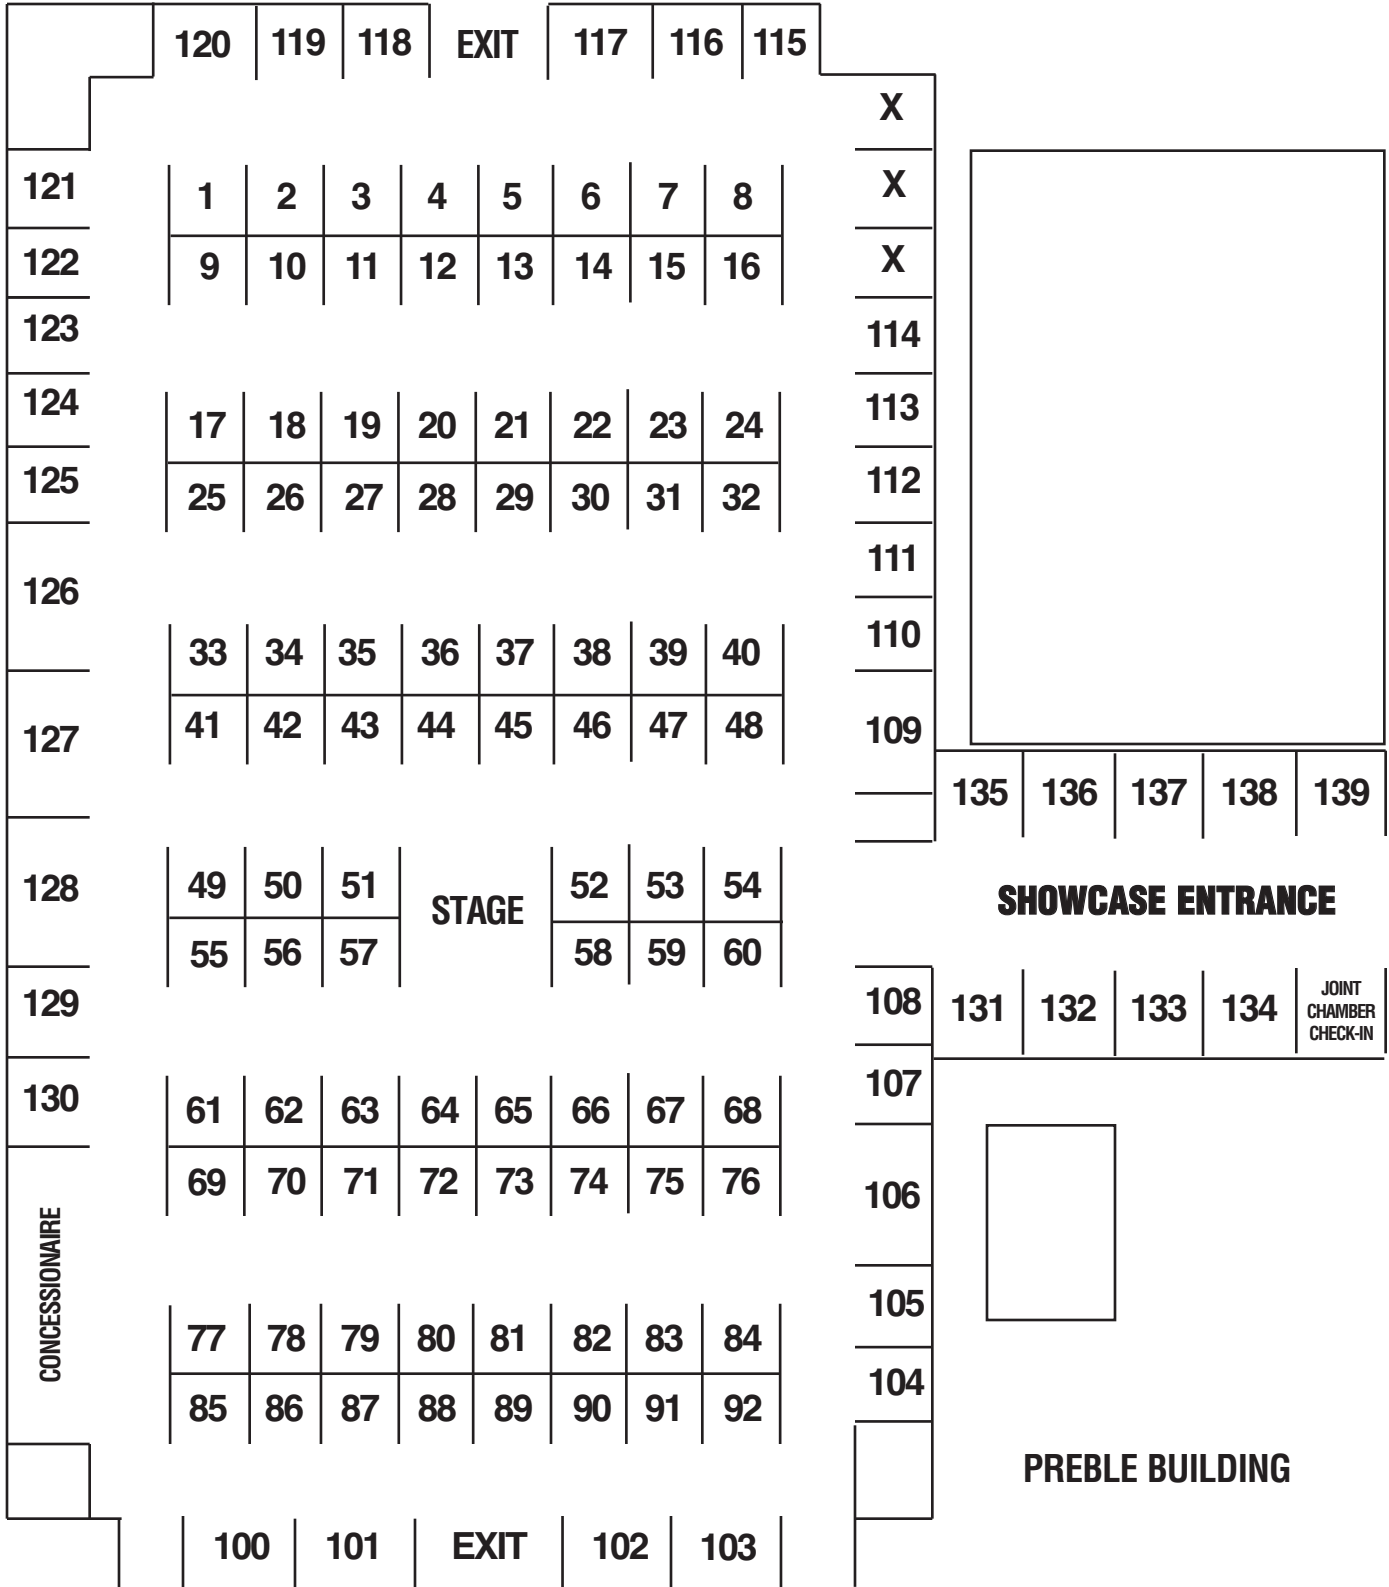 120 119 118 EXIT 117 116 115
X
121 1 2 3 4 5 6 7 8 X
122 9 10 11 12 13 14 15 16 X
123 114
124 17 18 19 20 21 22 23 24 113
125 25 26 27 28 29 30 31 32 112
111
126 110
33 34 35 36 37 38 39 40
127 41 42 43 44 45 46 47 48 109
135 136 137 138 139
128 49 50 51 STAGE 52 53 54 SHOWCASE ENTRANCE
55 56 57 58 59 60
129 108 131 132 133 134 JOINT
CHAMBER
CHECK-IN
130 61 62 63 64 65 66 67 68 107
69 70 71 72 73 74 75 76 106
CONCESSIONAIRE
105
77 78 79 80 81 82 83 84
85 86 87 88 89 90 91 92 104
PREBLE BUILDING
100 101 EXIT 102 103